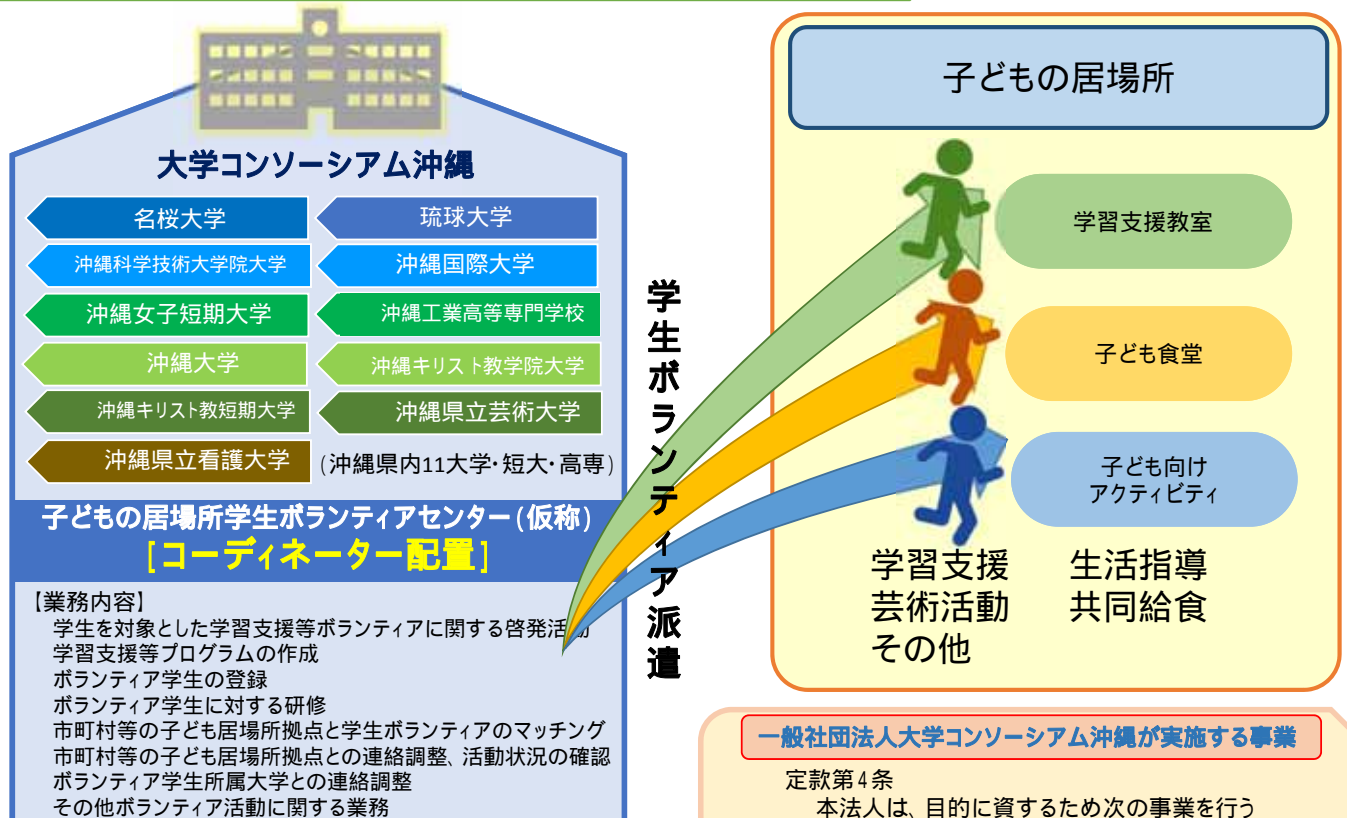 大学コンソーシアム沖縄
名桜大学
琉球大学
沖縄科学技術大学院大学
沖縄国際大学
沖縄女子短期大学
沖縄工業高等専門学校
沖縄大学
沖縄キリスト教学院大学
沖縄キリスト教短期大学
沖縄県立芸術大学
沖縄県立看護大学
(沖縄県内11大学・短大・高専)
子どもの居場所学生ボランティアセンター(仮称)
[コーディネーター配置]
【業務内容】
学生を対象とした学習支援等ボランティアに関する啓発活動
学習支援等プログラムの作成
ボランティア学生の登録
ボランティア学生に対する研修
市町村等の子ども居場所拠点と学生ボランティアのマッチング
市町村等の子ども居場所拠点との連絡調整、活動状況の確認
ボランティア学生所属大学との連絡調整
その他ボランティア活動に関する業務
学生ボランティア派遣
子どもの居場所
学習支援教室
子ども食堂
子ども向け
アクティビティ
学習支援 生活指導
芸術活動 共同給食
その他
一般社団法人大学コンソーシアム沖縄が実施する事業
定款第4条
本法人は、目的に資するため次の事業を行う